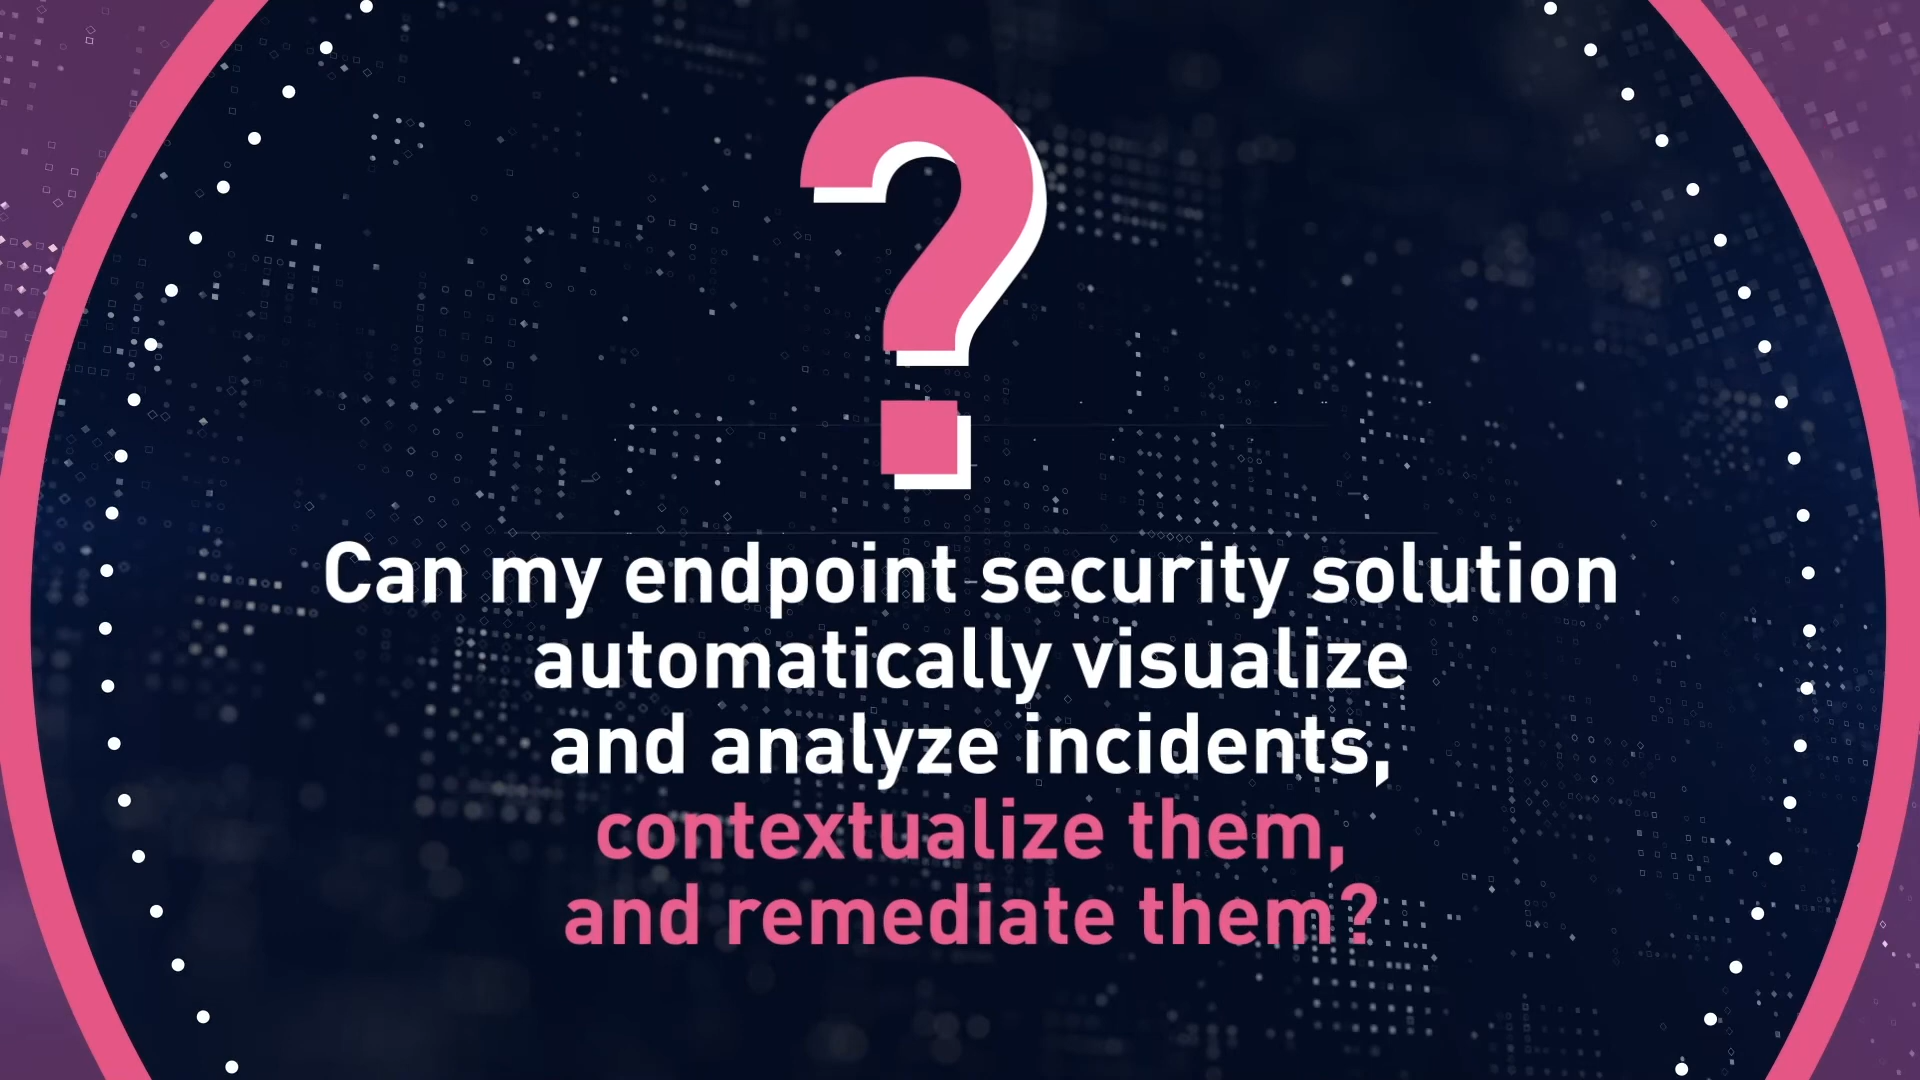 ?
Can my endpoint security solution
automatically visualize
and analyze incidents,
contextualize them,
and remediate them?